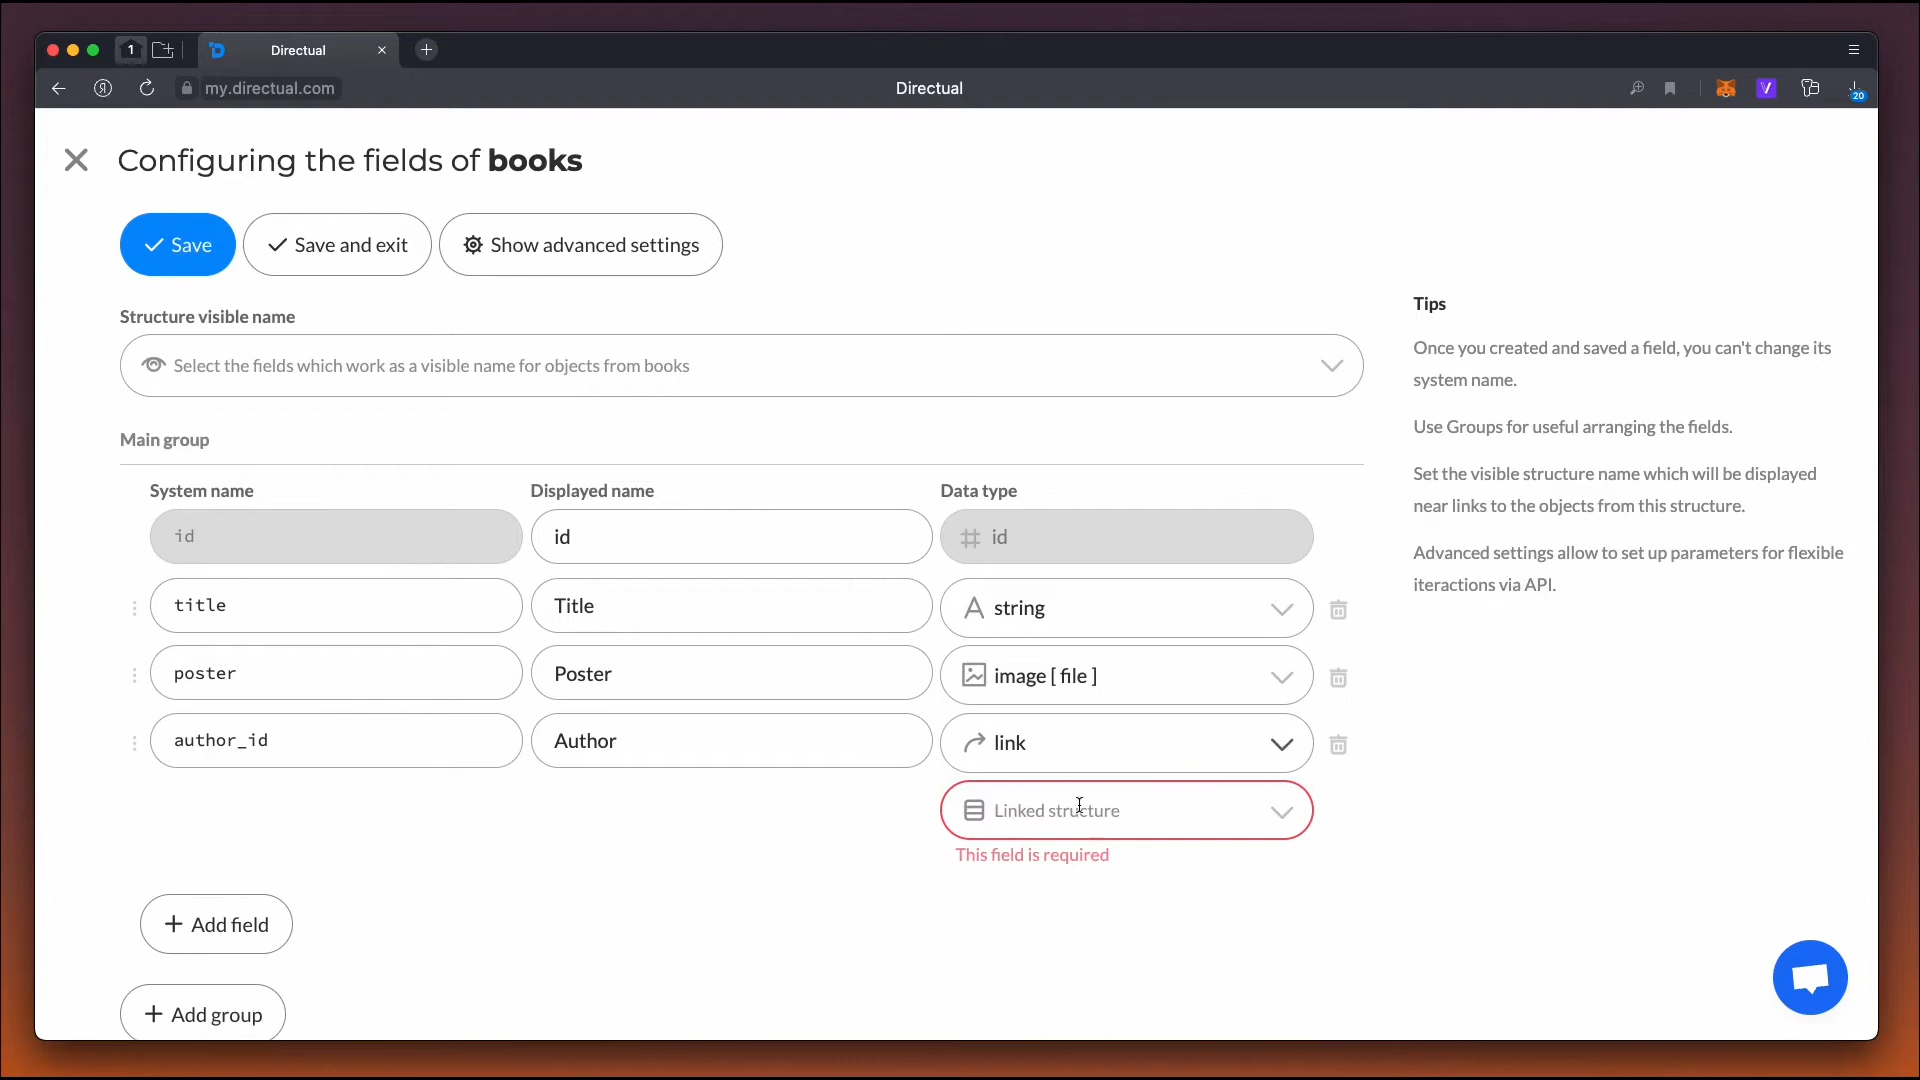 1
Directual
my.directual.com
Directual
20
Configuring the fields of books
Save
Save and exit
Show advanced settings
Structure visible name
Select the fields which work as a visible name for objects from books
Main group
System name
Displayed name
Data type
id
id
id
title
Title
string
poster
Poster
image [ file ]
author_id
Author
link
Linked structure
This field is required
Add field
Add group
Tips
Once you created and saved a field, you can't change its
system name.
Use Groups for useful arranging the fields.
Set the visible structure name which will be displayed
near links to the objects from this structure.
Advanced settings allow to set up parameters for flexible
iteractions via API.